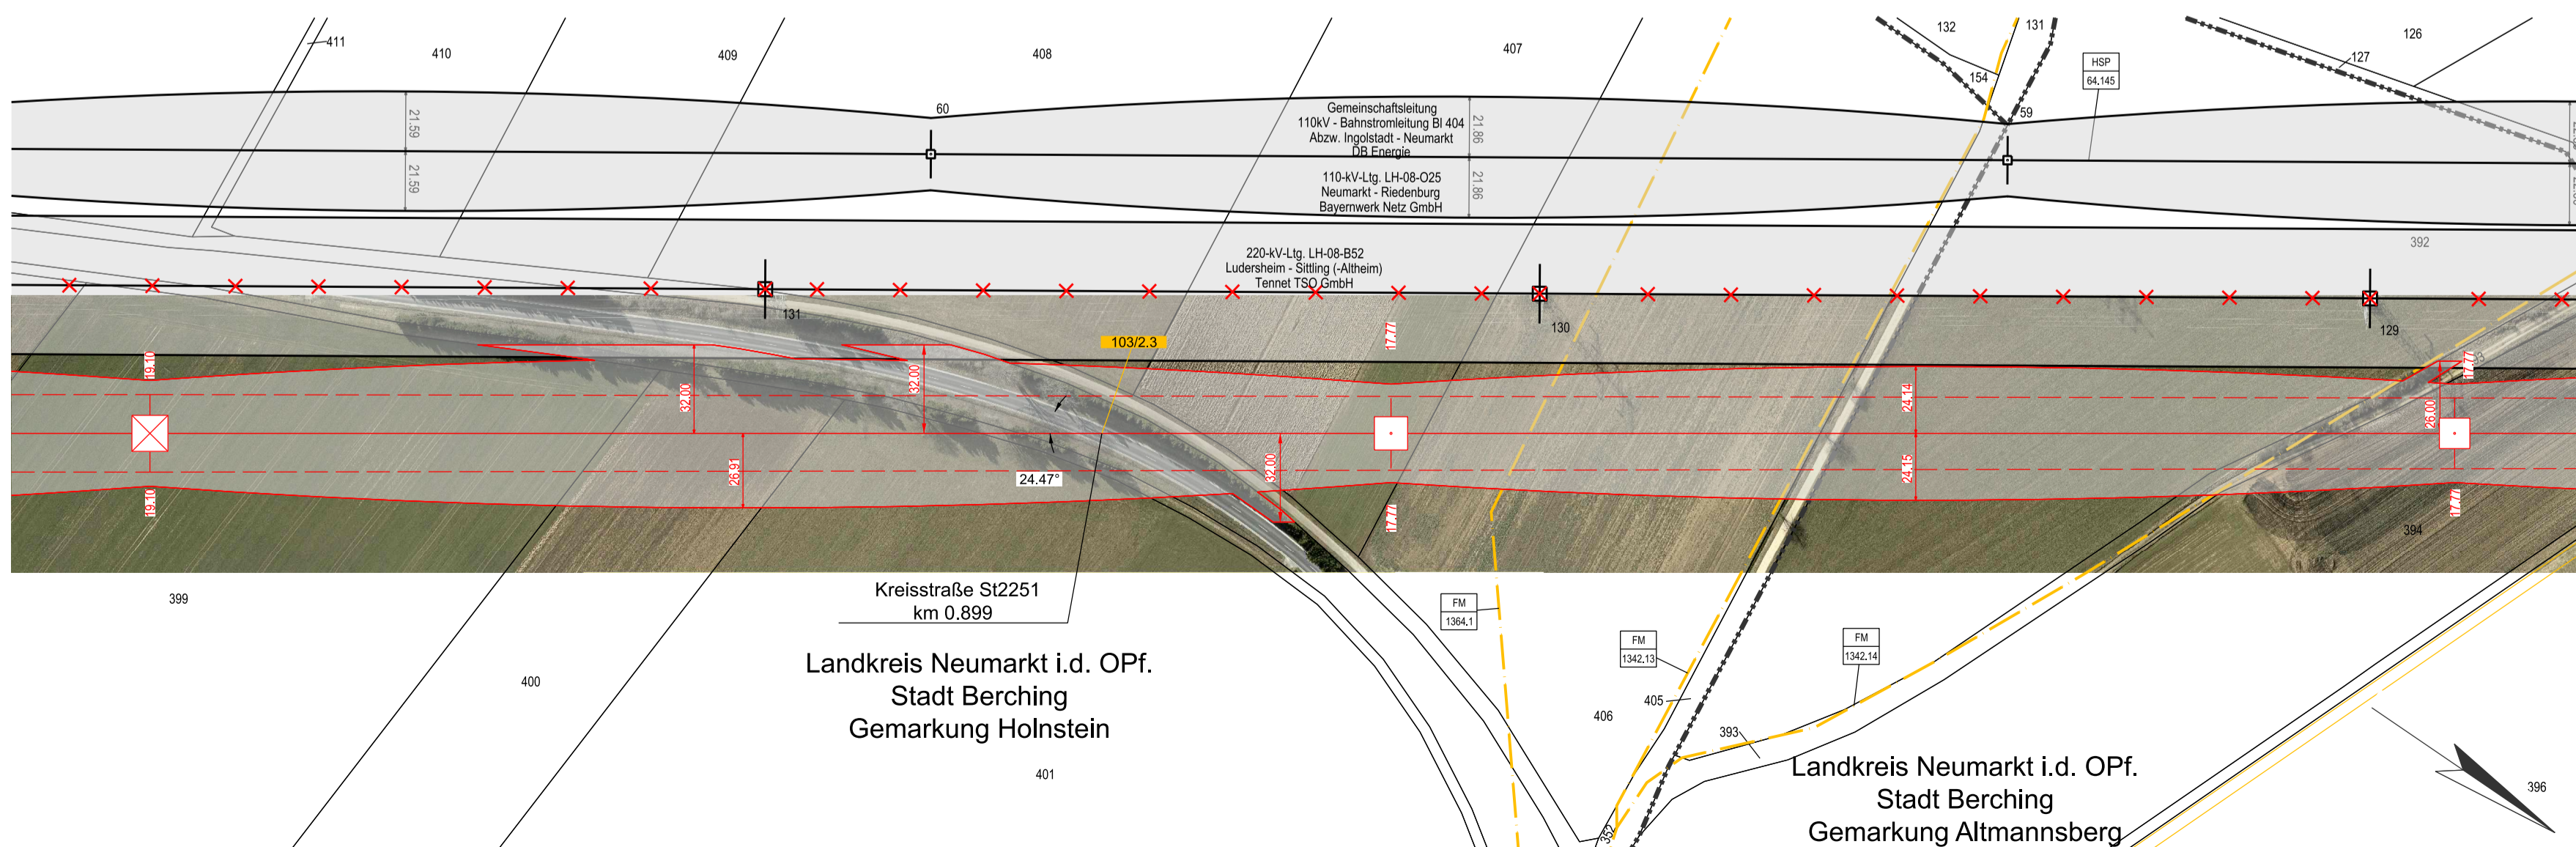 411
410
409
408
407
132
131
154
126
127
HSP
64.145
60
59
21.59
21.59
Gemeinschaftsleitung
110kV - Bahnstromleitung Bl 404
Abzw. Ingolstadt - Neumarkt
DB Energie
21.86
110-kV-Ltg. LH-08-O25
Neumarkt - Riedenburg
Bayernwerk Netz GmbH
21.86
392
220-kV-Ltg. LH-08-B52
Ludersheim - Sittling (-Altheim)
Tennet TSO GmbH
131
130
129
103/2.3
19.10
19.10
32.00
26.91
32.00
24.47°
32.00
17.77
17.77
24.14
24.15
26.00
17.77
17.77
394
399
400
401
Kreisstraße St2251
km 0.899
Landkreis Neumarkt i.d. OPf.
Stadt Berching
Gemarkung Holnstein
FM
1364.1
FM
1342.13
FM
1342.14
405
406
393
352
Landkreis Neumarkt i.d. OPf.
Stadt Berching
Gemarkung Altmannsberg
396